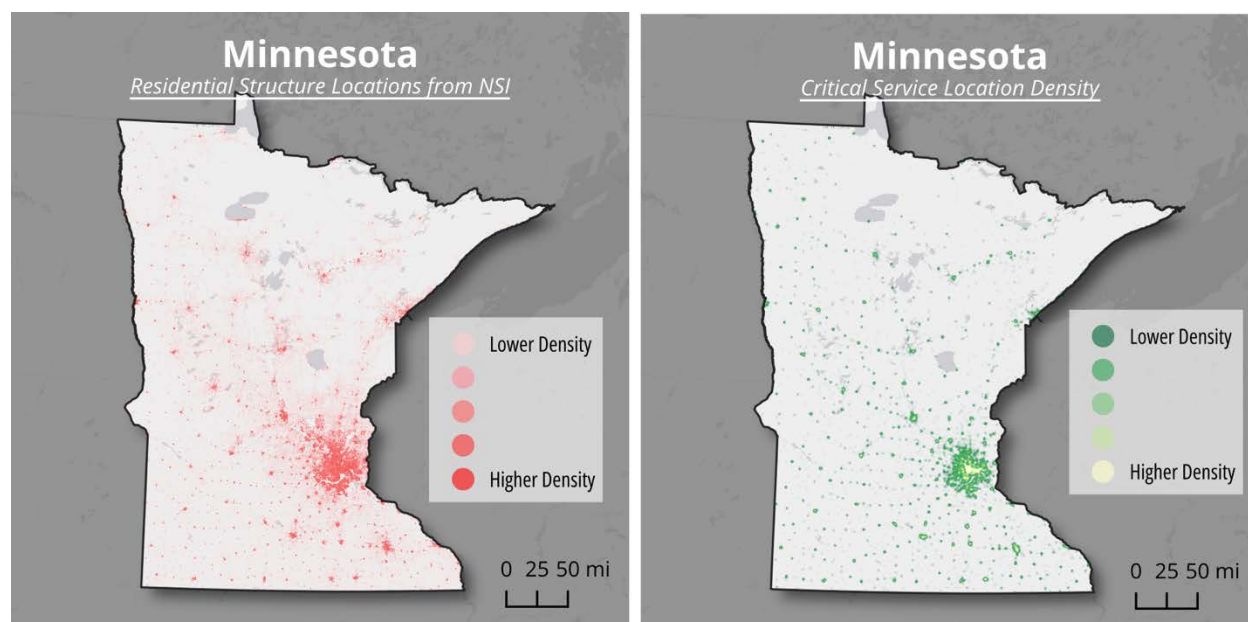 Minnesota
Residential Structure Locations from NSI
Lower Density
Higher Density
0 25 50 mi
Minnesota
Critical Service Location Density
Lower Density
Higher Density
0 25 50 mi